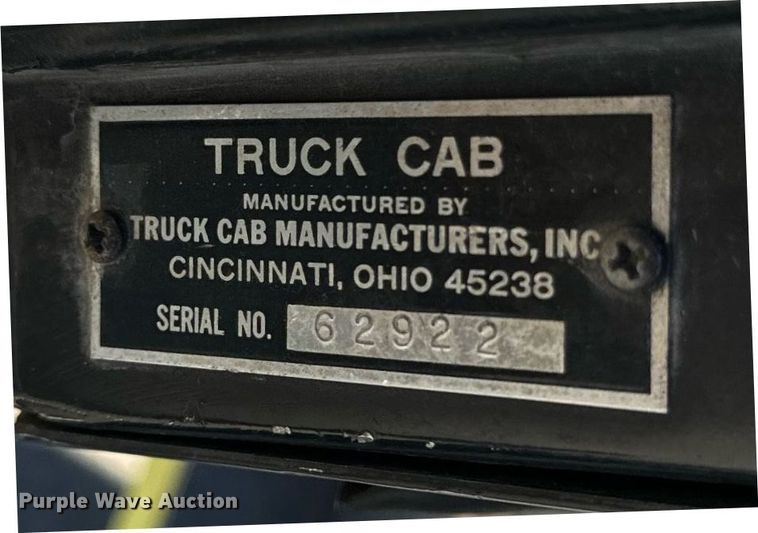 TRUCK CAB
MANUFACTURED BY
TRUCK CAB MANUFACTURERS, INC
CINCINNATI, OHIO 45238
SERIAL NO. 62922
Purple Wave Auction